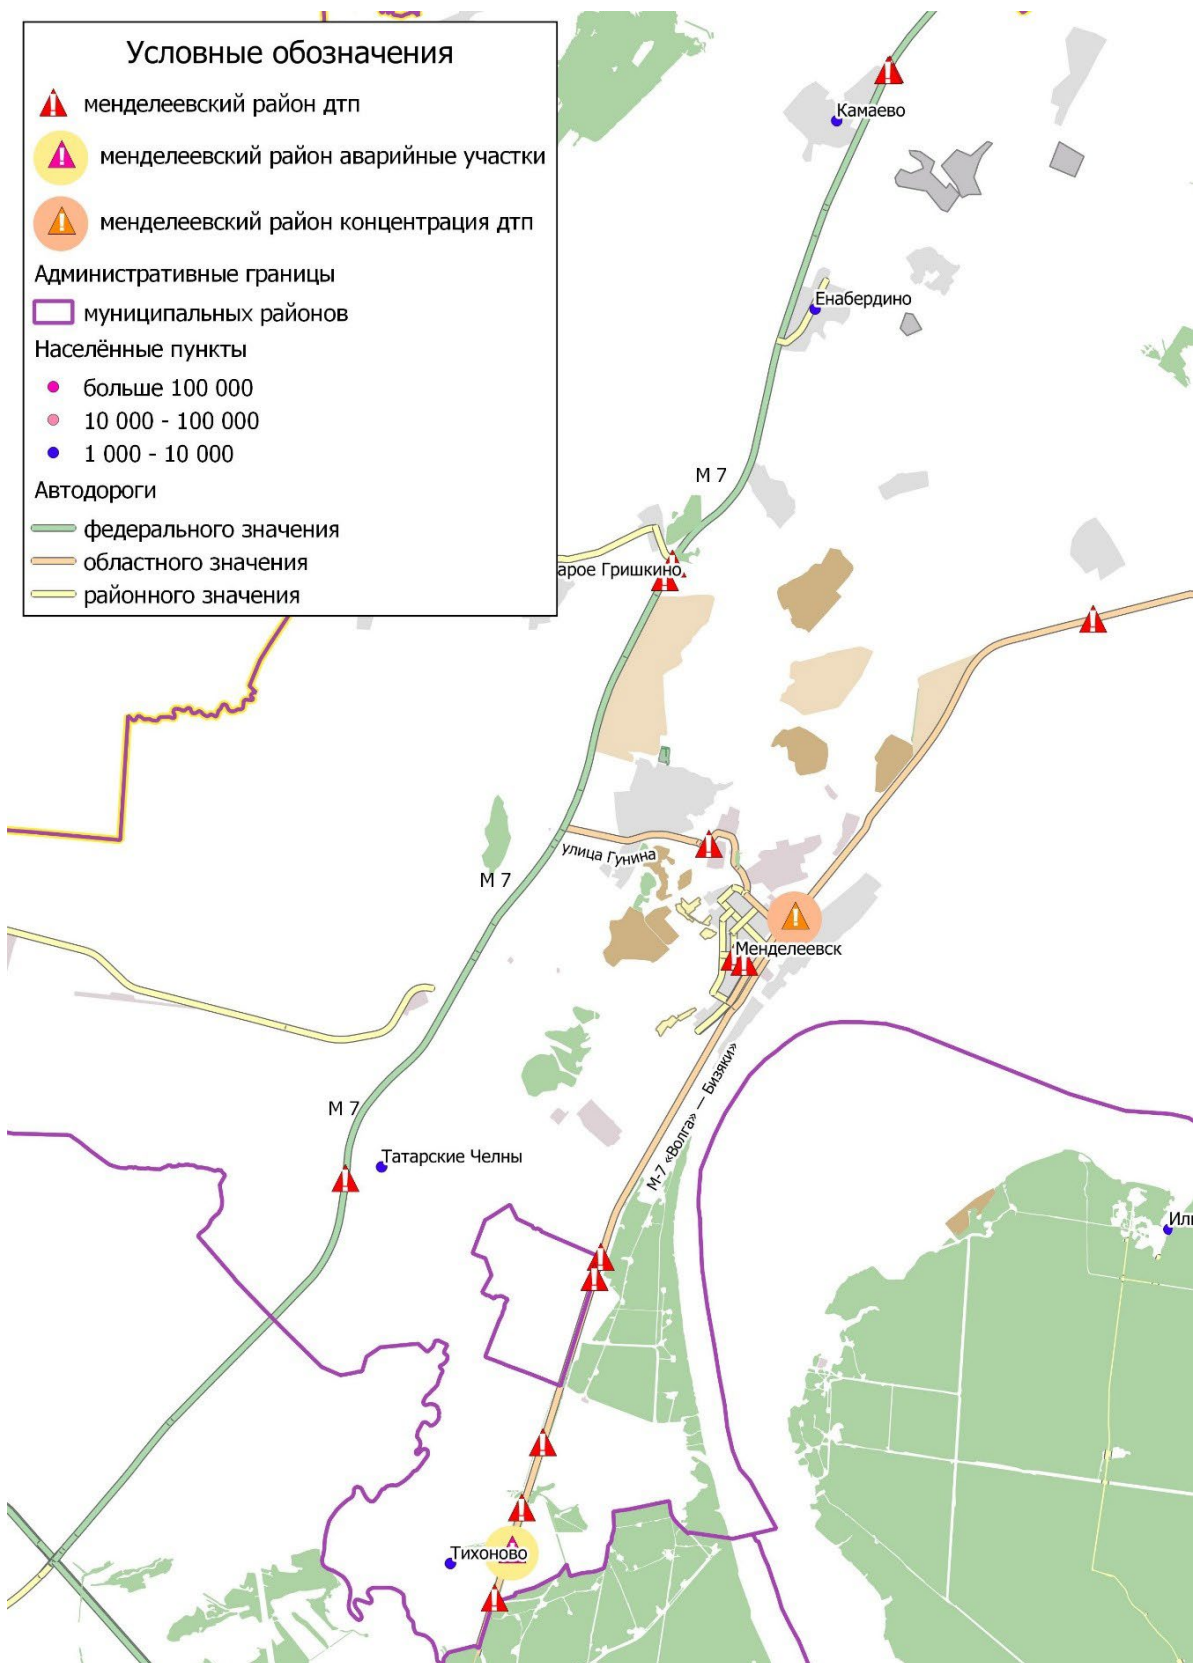 Условные обозначения
менделеевский район дтп
менделеевский район аварийные участки
менделеевский район концентрация дтп
Административные границы
муниципальных районов
Населённые пункты
больше 100 000
10 000 - 100 000
1 000 - 10 000
Автодороги
федерального значения
областного значения
районного значения
Камаево
Енабердино
М 7
арое Гришкино
улица Гунина
М 7
Менделеевск
М-7 «Волга» — Бизяки»
М 7
Татарские Челны
Тихоново